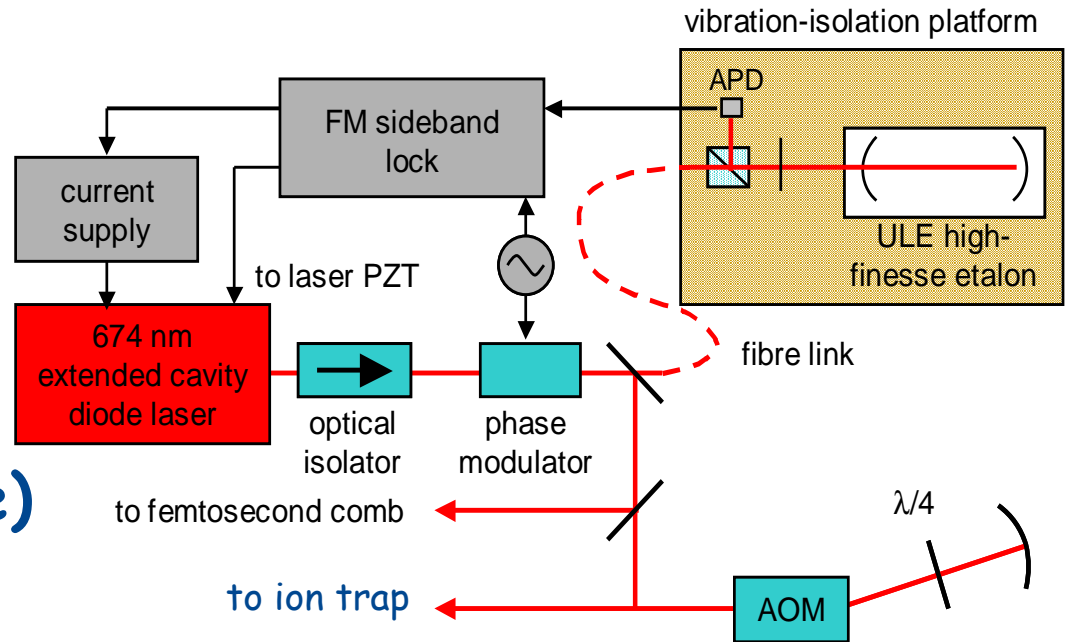 vibration-isolation platform
APD
FM sideband
lock
current
supply
ULE high-
finesse etalon
to laser PZT
674 nm
extended cavity
diode laser
fibre link
optical
isolator
phase
modulator
to femtosecond comb
λ/4
to ion trap
AOM